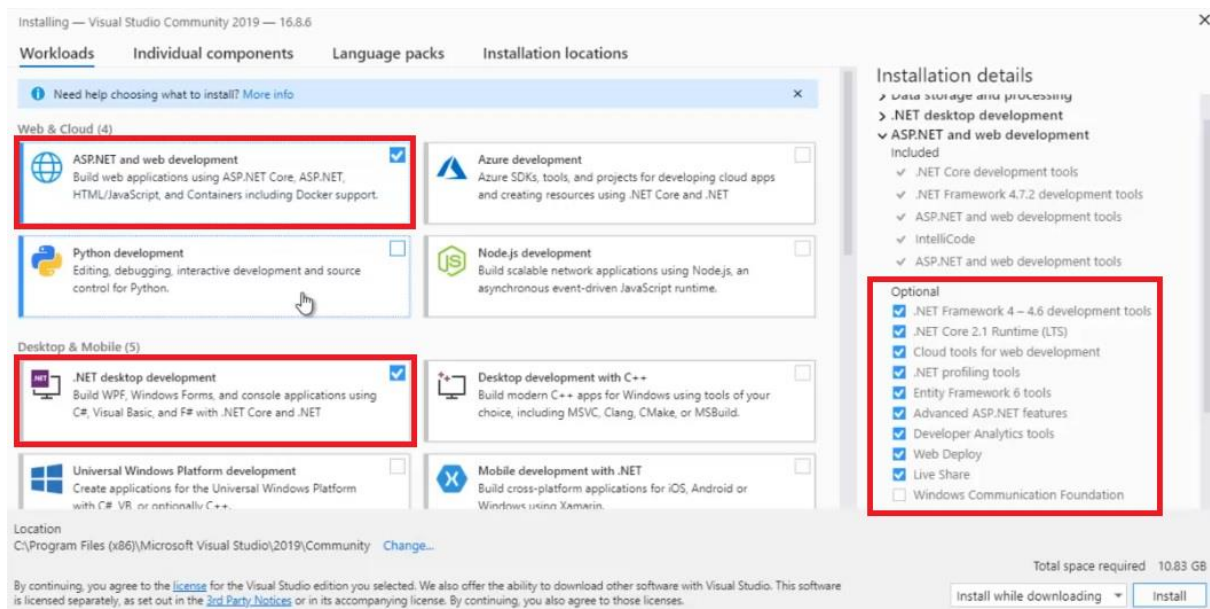 Installing — Visual Studio Community 2019 — 16.8.6
Workloads
Individual components
Language packs
Installation locations
Need help choosing what to install? More info
Web & Cloud (4)
ASP.NET and web development
Build web applications using ASP.NET Core, ASP.NET,
HTML/JavaScript, and Containers including Docker support.
Azure development
Azure SDKs, tools, and projects for developing cloud apps
and creating resources using .NET Core and .NET
Python development
Editing, debugging, interactive development and source
control for Python.
Node.js development
Build scalable network applications using Node.js, an
asynchronous event-driven JavaScript runtime.
Desktop & Mobile (5)
.NET desktop development
Build WPF, Windows Forms, and console applications using
C#, Visual Basic, and F# with .NET Core and .NET
Desktop development with C++
Build modern C++ apps for Windows using tools of your
choice, including MSVC, Clang, CMake, or MSBuild.
Universal Windows Platform development
Create applications for the Universal Windows Platform
with C#, VB, or optionally C++.
Mobile development with .NET
Build cross-platform applications for iOS, Android or
Windows using Xamarin.
Installation details
Data storage and processing
.NET desktop development
ASP.NET and web development
Included
.NET Core development tools
.NET Framework 4.7.2 development tools
ASP.NET and web development tools
IntelliCode
ASP.NET and web development tools
Optional
.NET Framework 4 – 4.6 development tools
.NET Core 2.1 Runtime (LTS)
Cloud tools for web development
.NET profiling tools
Entity Framework 6 tools
Advanced ASP.NET features
Developer Analytics tools
Web Deploy
Live Share
Windows Communication Foundation
Location
C:\Program Files (x86)\Microsoft Visual Studio\2019\Community Change...
Total space required 10.83 GB
By continuing, you agree to the license for the Visual Studio edition you selected. We also offer the ability to download other software with Visual Studio. This software
is licensed separately, as set out in the 3rd Party Notices or in its accompanying license. By continuing, you also agree to those licenses.
Install while downloading
Install